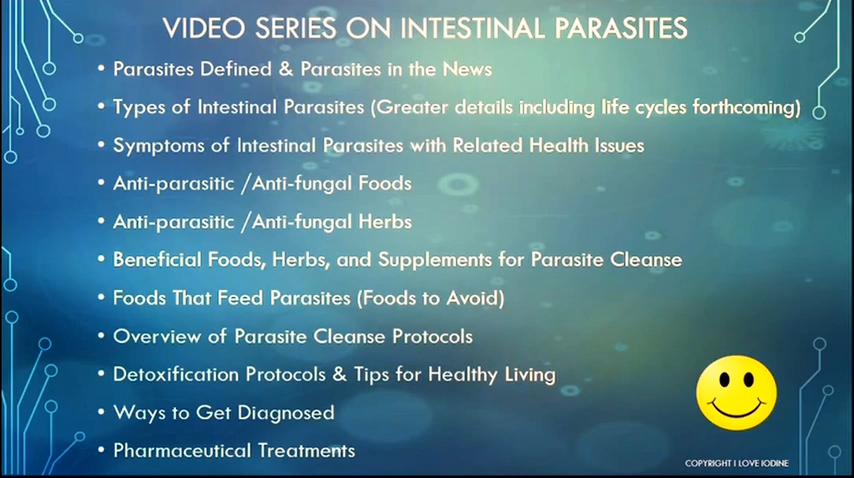 VIDEO SERIES ON INTESTINAL PARASITES
• Parasites Defined & Parasites in the News
• Types of Intestinal Parasites (Greater details including life cycles forthcoming)
• Symptoms of Intestinal Parasites with Related Health Issues
• Anti-parasitic /Anti-fungal Foods
• Anti-parasitic /Anti-fungal Herbs
• Beneficial Foods, Herbs, and Supplements for Parasite Cleanse
• Foods That Feed Parasites (Foods to Avoid)
• Overview of Parasite Cleanse Protocols
• Detoxification Protocols & Tips for Healthy Living
• Ways to Get Diagnosed
• Pharmaceutical Treatments
COPYRIGHT I LOVE IODINE